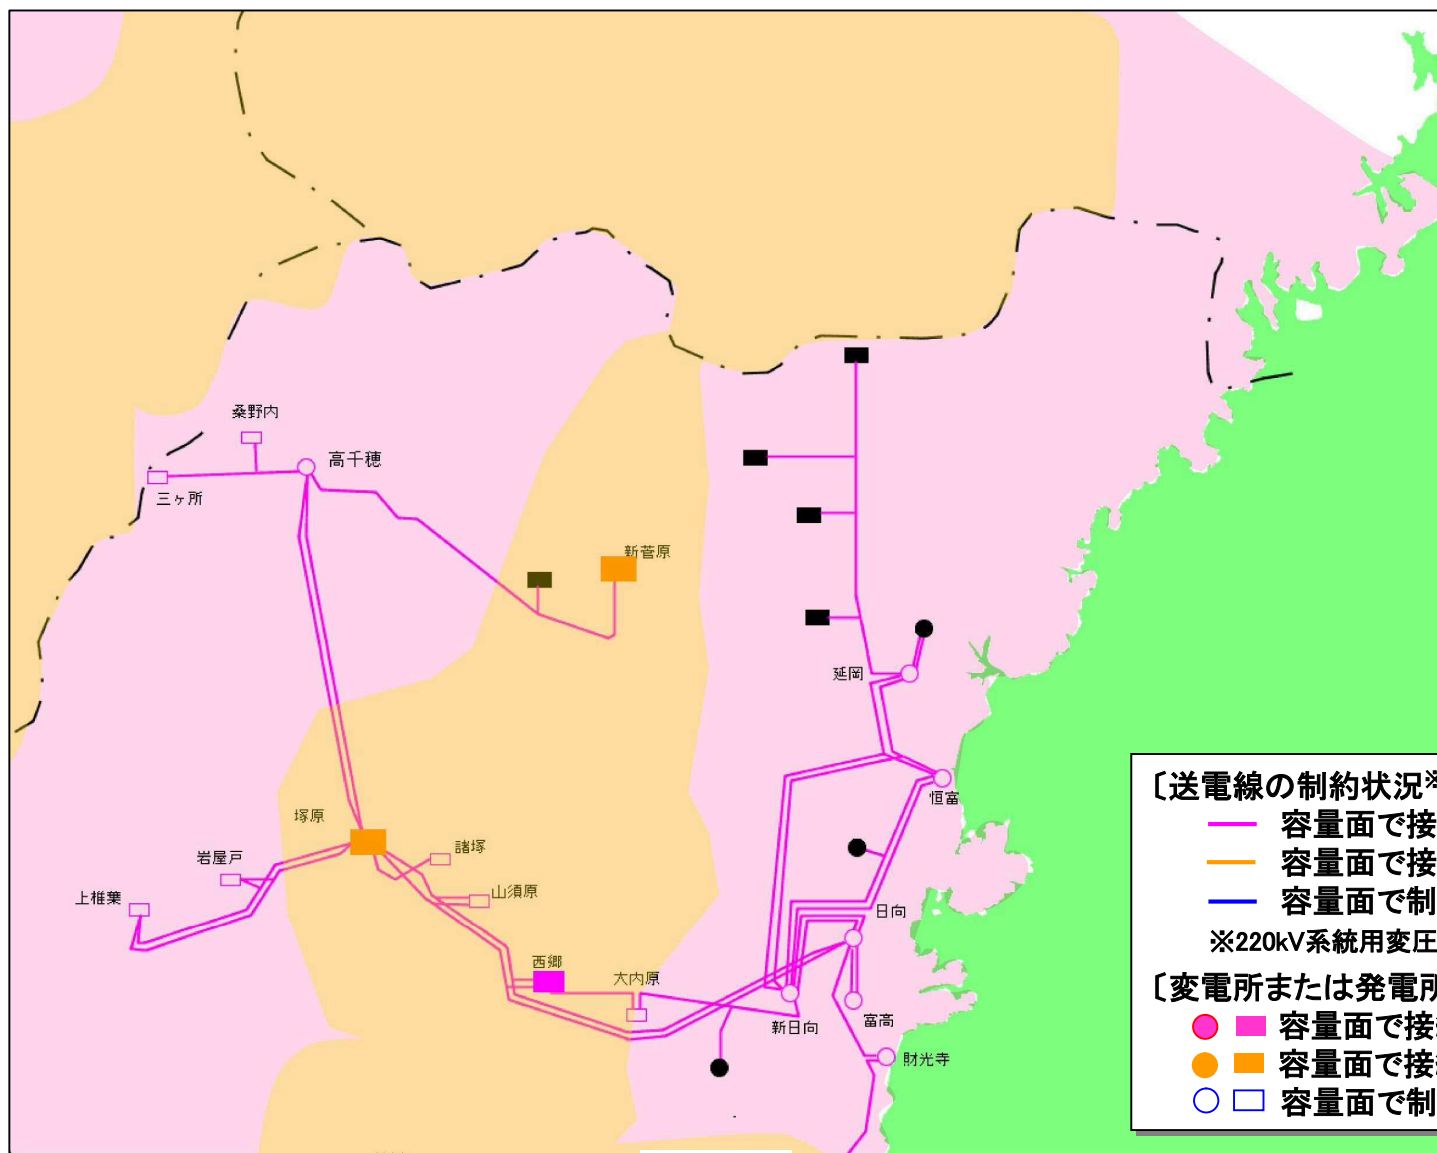 桑野内
高千穂
三ヶ所
新菅原
延岡
恒富
塚原
諸塚
岩屋戸
山須原
上椎葉
日向
西郷
大内原
新日向
富高
財光寺
〔送電線の制約状況※
容量面で接
容量面で接
容量面で制
※220kV系統用変圧
〔変電所または発電所
容量面で接
容量面で接
容量面で制